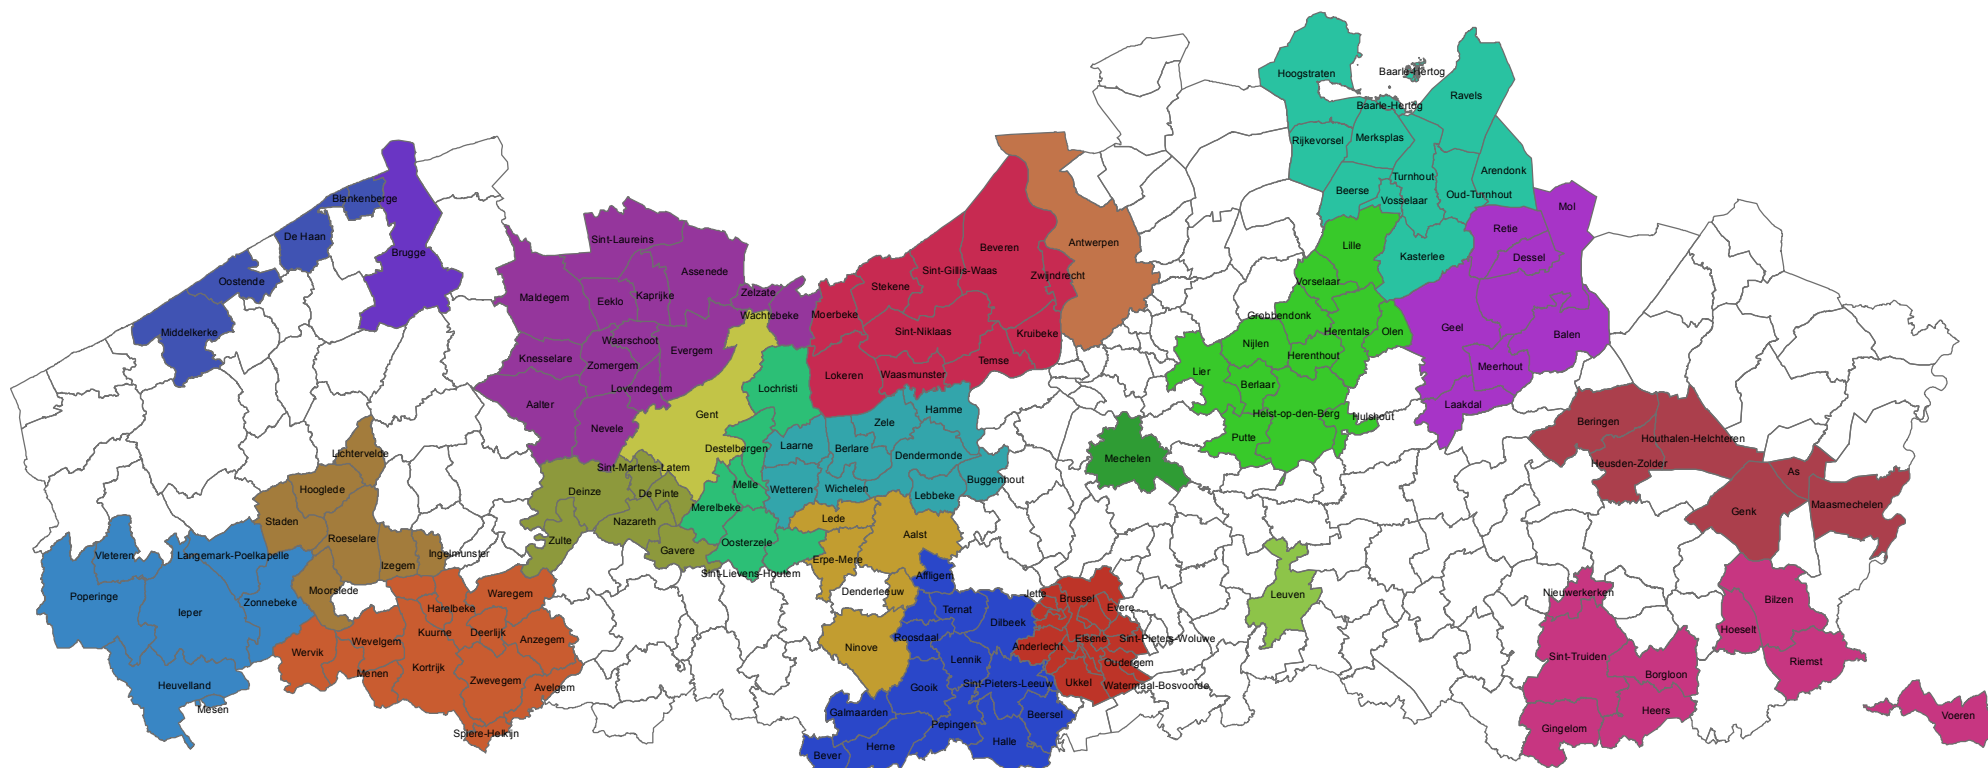 Hoogstraten
Baarle-Hertog
Ravels
Baarle-Hertog
Rijkevorsel
Merksplas
Arendonk
Turnhout
Beerse
Oud-Turnhout
Vosselaar
Mol
Retie
Blankenberge
De Haan
Brugge
Oostende
Middelkerke
Sint-Laureins
Assenede
Maldegem
Eeklo
Kaprijke
Zelzate
Wachtebeke
Moerbeke
Stekene
Sint-Gillis-Waas
Beveren
Antwerpen
Zwijndrecht
Lille
Kasterlee
Dessel
Vorselaar
Grobbendonk
Herentals
Olen
Geel
Balen
Waarschoot
Evergem
Knesselare
Zomergem
Lovendegem
Aalter
Nevele
Gent
Lochristi
Sint-Niklaas
Kruibeke
Temse
Lokeren
Waasmunster
Nijlen
Herenthout
Lier
Berlaar
Meerhout
Laakdal
Heist-op-den-Berg
Hulshout
Putte
Mechelen
Hamme
Zele
Laarne
Berlare
Dendermonde
Destelbergen
Sint-Martens-Latem
Melle
Wetteren
Wichelen
Buggenhout
Lebbeke
Beringen
Houthalen-Helchteren
Heusden-Zolder
As
Genk
Maasmechelen
Lichtervelde
Hooglede
Staden
Roeselare
Izegem
Ingelmunster
Moorslede
Deinze
De Pinte
Merelbeke
Nazareth
Zulte
Gavere
Oosterzele
Sint-Lievens-Houtem
Lede
Aalst
Erpe-Mere
Denderleeuw
Affligem
Vleteren
Langemark-Poelkapelle
Poperinge
Ieper
Zonnebeke
Heuvelland
Mesen
Waregem
Harelbeke
Kuurne
Deerlijk
Anzegem
Wevelgem
Wervik
Menen
Kortrijk
Zwevegem
Avelgem
Spiere-Helkijn
Ninove
Ternat
Dilbeek
Roosdaal
Lennik
Gooik
Sint-Pieters-Leeuw
Galmaarden
Pepingen
Beersel
Herne
Halle
Bever
Jette
Brussel
Evere
Elsene
Sint-Pieters-Woluwe
Anderlecht
Oudergem
Ukkel
Watermaal-Bosvoorde
Leuven
Nieuwerkerken
Bilzen
Hoeselt
Sint-Truiden
Riemst
Borgloon
Heers
Gingelom
Voeren